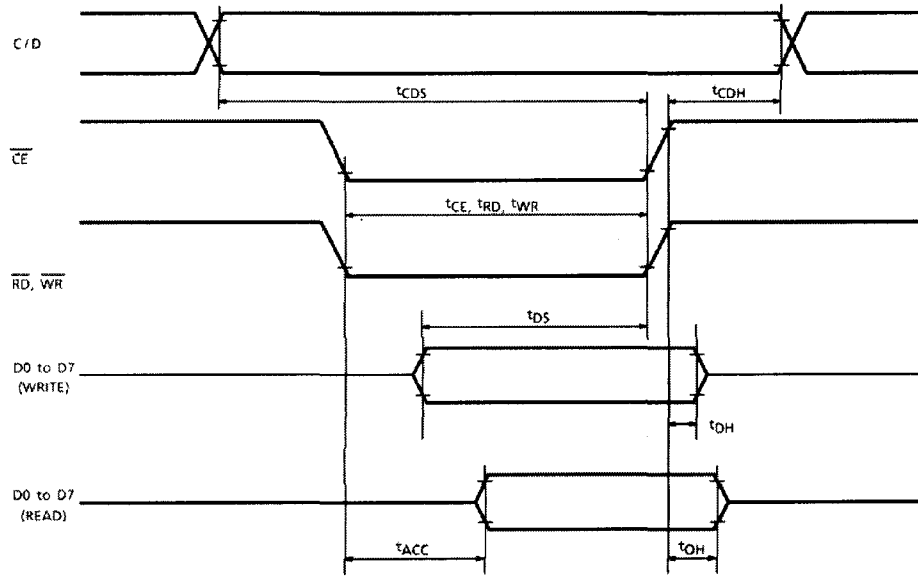 C/D
tCDS
tCDH
CE
tCE, tRD, tWR
RD, WR
tDS
D0 to D7
(WRITE)
tDH
D0 to D7
(READ)
tACC
tOH